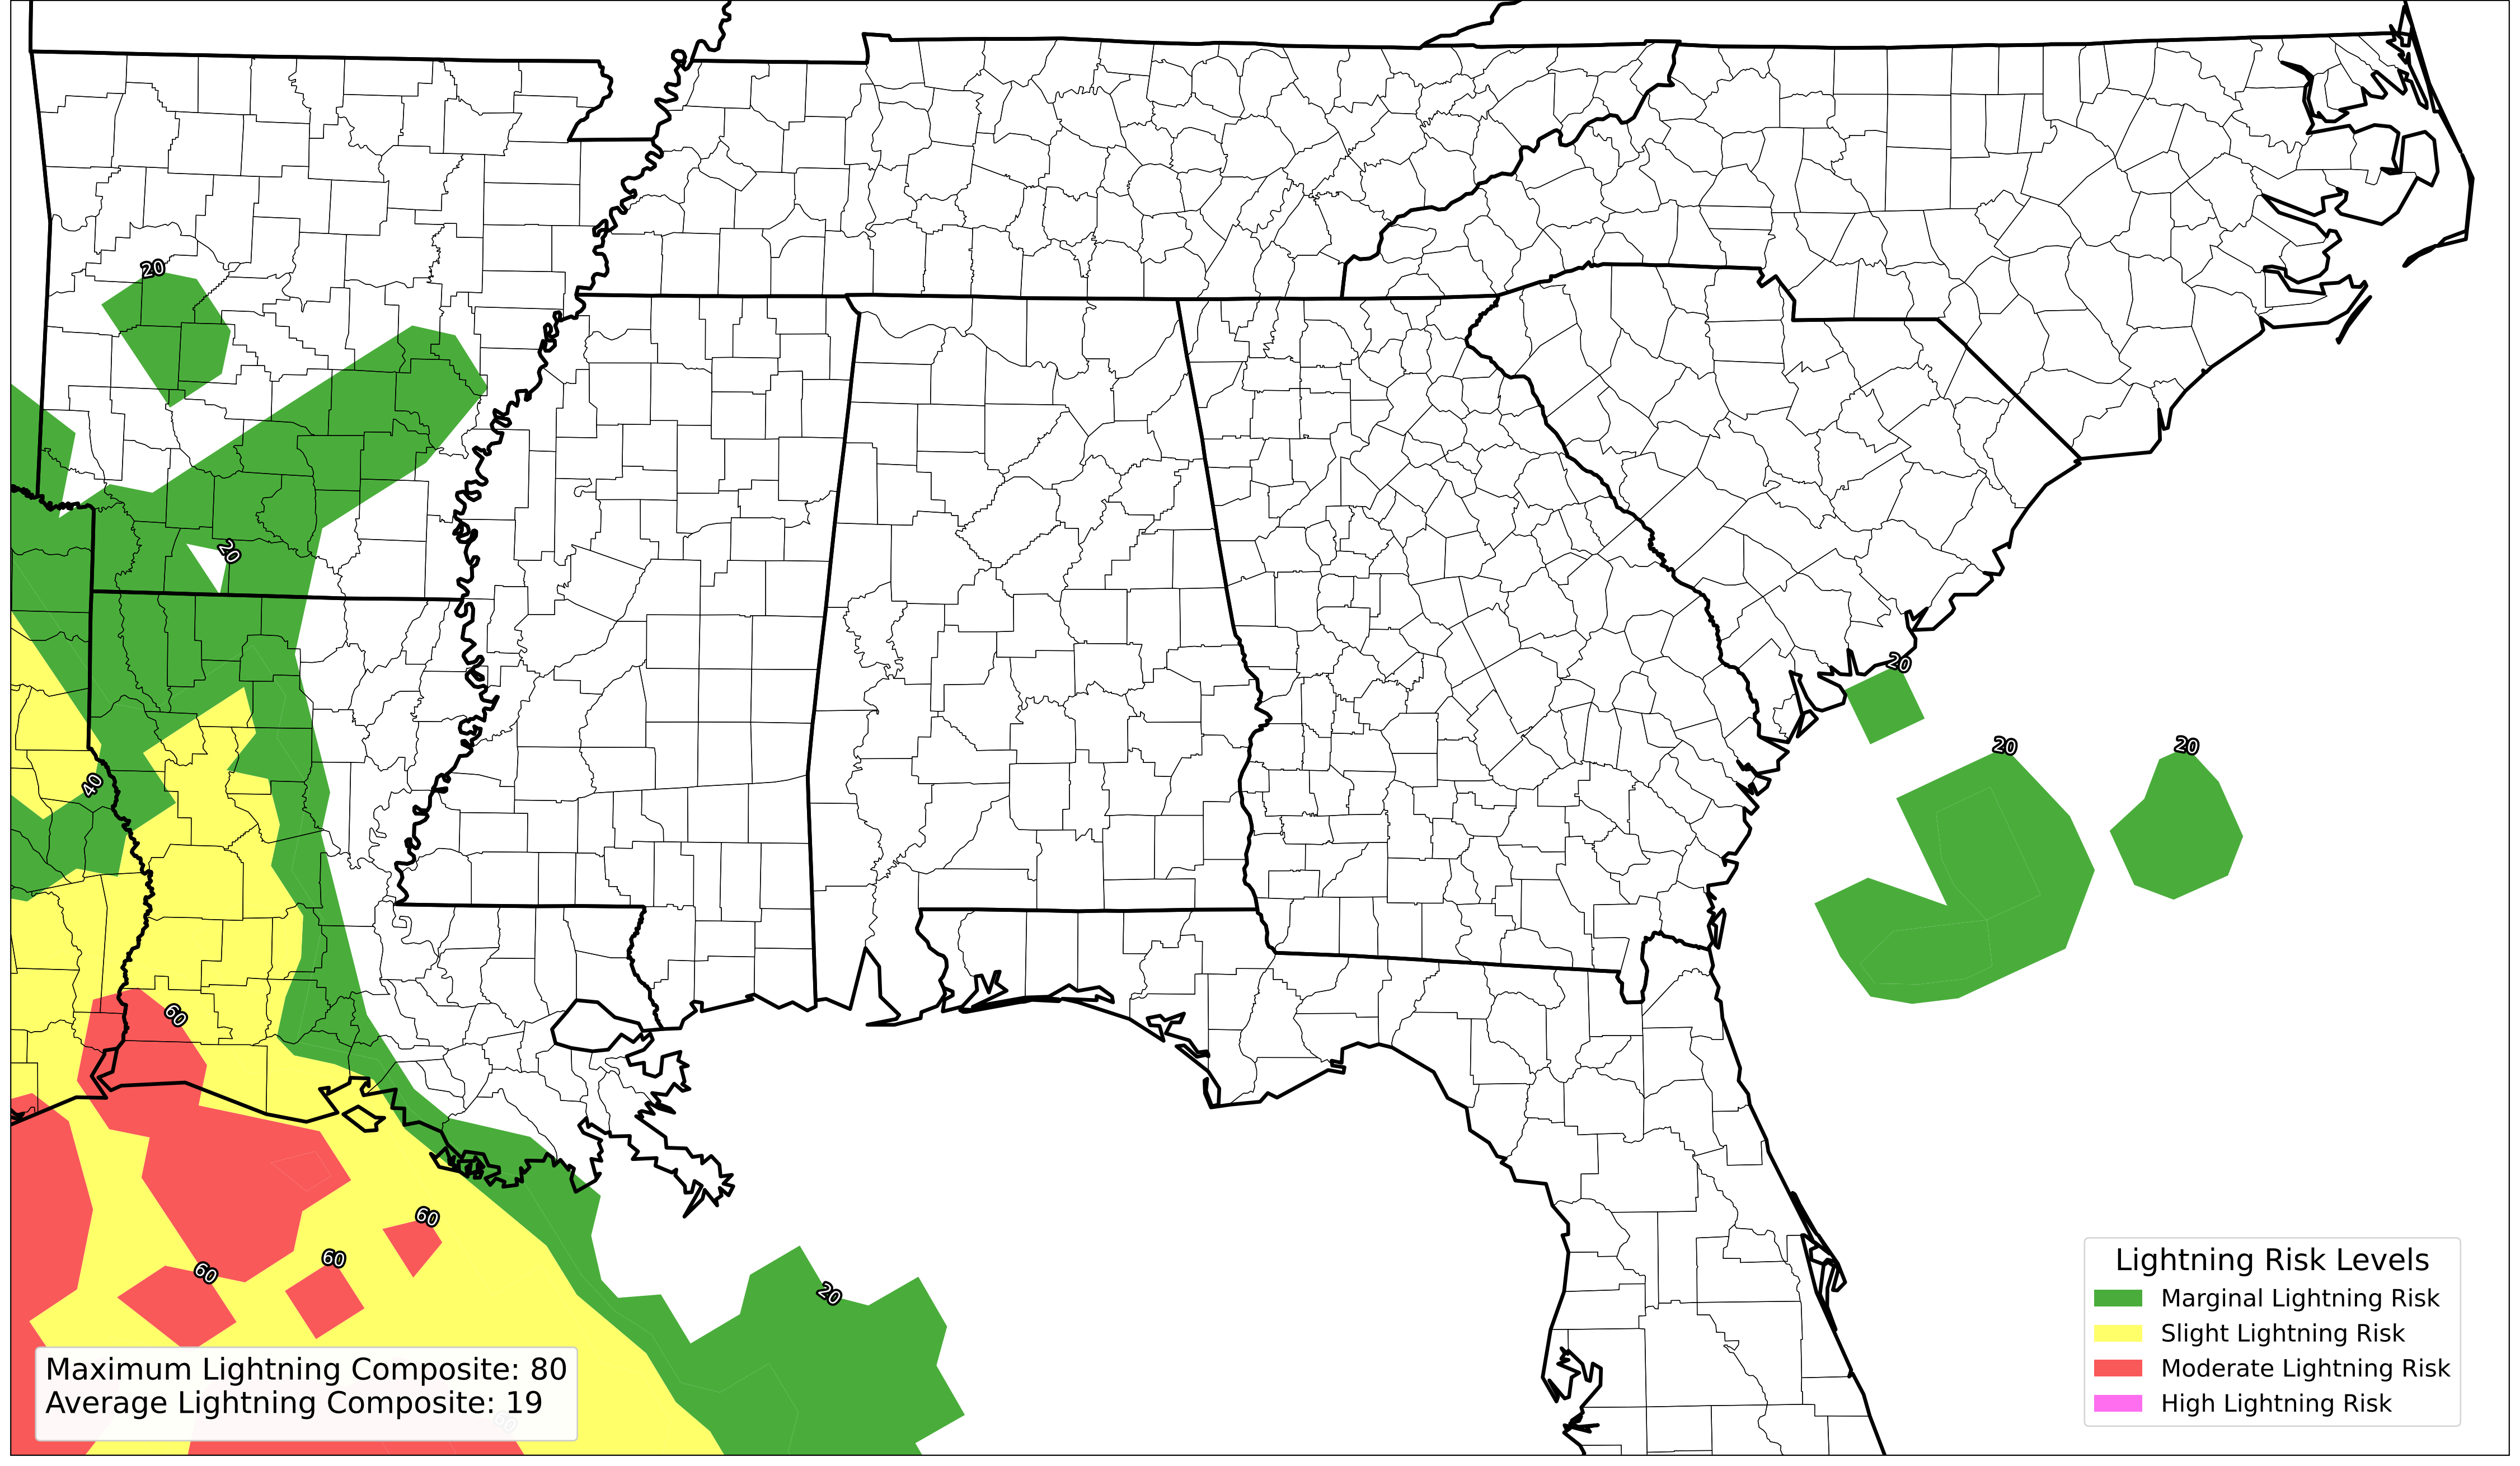 20
20
20
20
20
40
60
60
60
60
20
Lightning Risk Levels
Marginal Lightning Risk
Slight Lightning Risk
Moderate Lightning Risk
High Lightning Risk
Maximum Lightning Composite: 80
Average Lightning Composite: 19
60